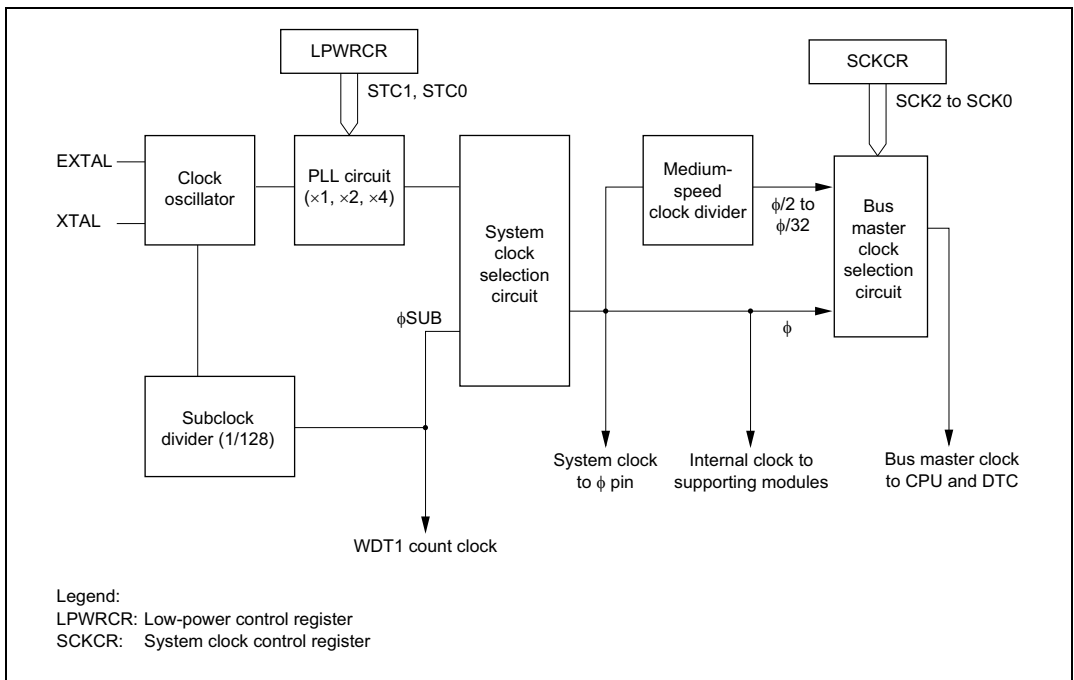 LPWRCR
STC1, STC0
SCKCR
SCK2 to SCK0
EXTAL
XTAL
Clock
oscillator
PLL circuit
(×1, ×2, ×4)
System
clock
selection
circuit
Medium-
speed
clock divider
ϕ/2 to
ϕ/32
Bus
master
clock
selection
circuit
ϕSUB
ϕ
Subclock
divider (1/128)
System clock
to ϕ pin
Internal clock to
supporting modules
Bus master clock
to CPU and DTC
WDT1 count clock
Legend:
LPWRCR: Low-power control register
SCKCR: System clock control register